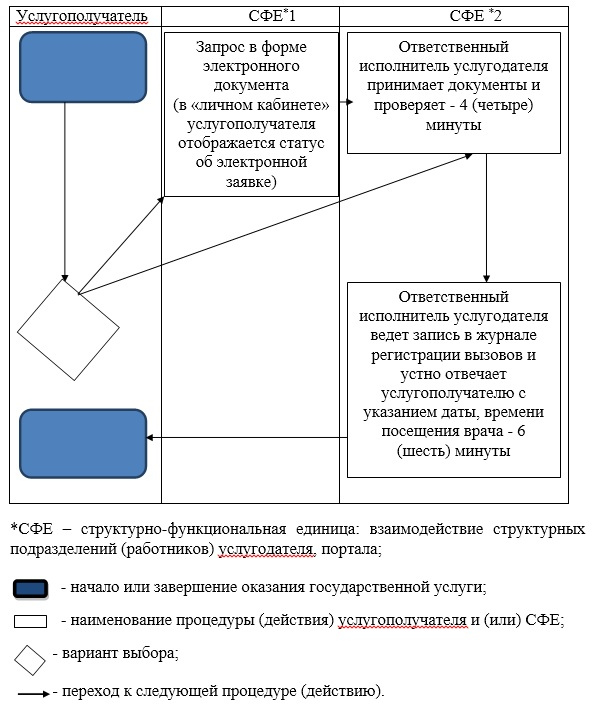 Услугополучатель
СФЕ*1
СФЕ *2
Запрос в форме
электронного
документа
(в «личном кабинете»
услугополучателя
отображается статус
об электронной
заявке)
Ответственный
исполнитель услугодателя
принимает документы и
проверяет - 4 (четыре)
минуты
Ответственный
исполнитель услугодателя
ведет запись в журнале
регистрации вызовов и
устно отвечает
услугополучателю с
указанием даты, времени
посещения врача - 6
(шесть) минуты
*СФЕ – структурно-функциональная единица: взаимодействие структурных
подразделений (работников) услугодателя, портала;
- начало или завершение оказания государственной услуги;
- наименование процедуры (действия) услугополучателя и (или) СФЕ;
- вариант выбора;
- переход к следующей процедуре (действию).